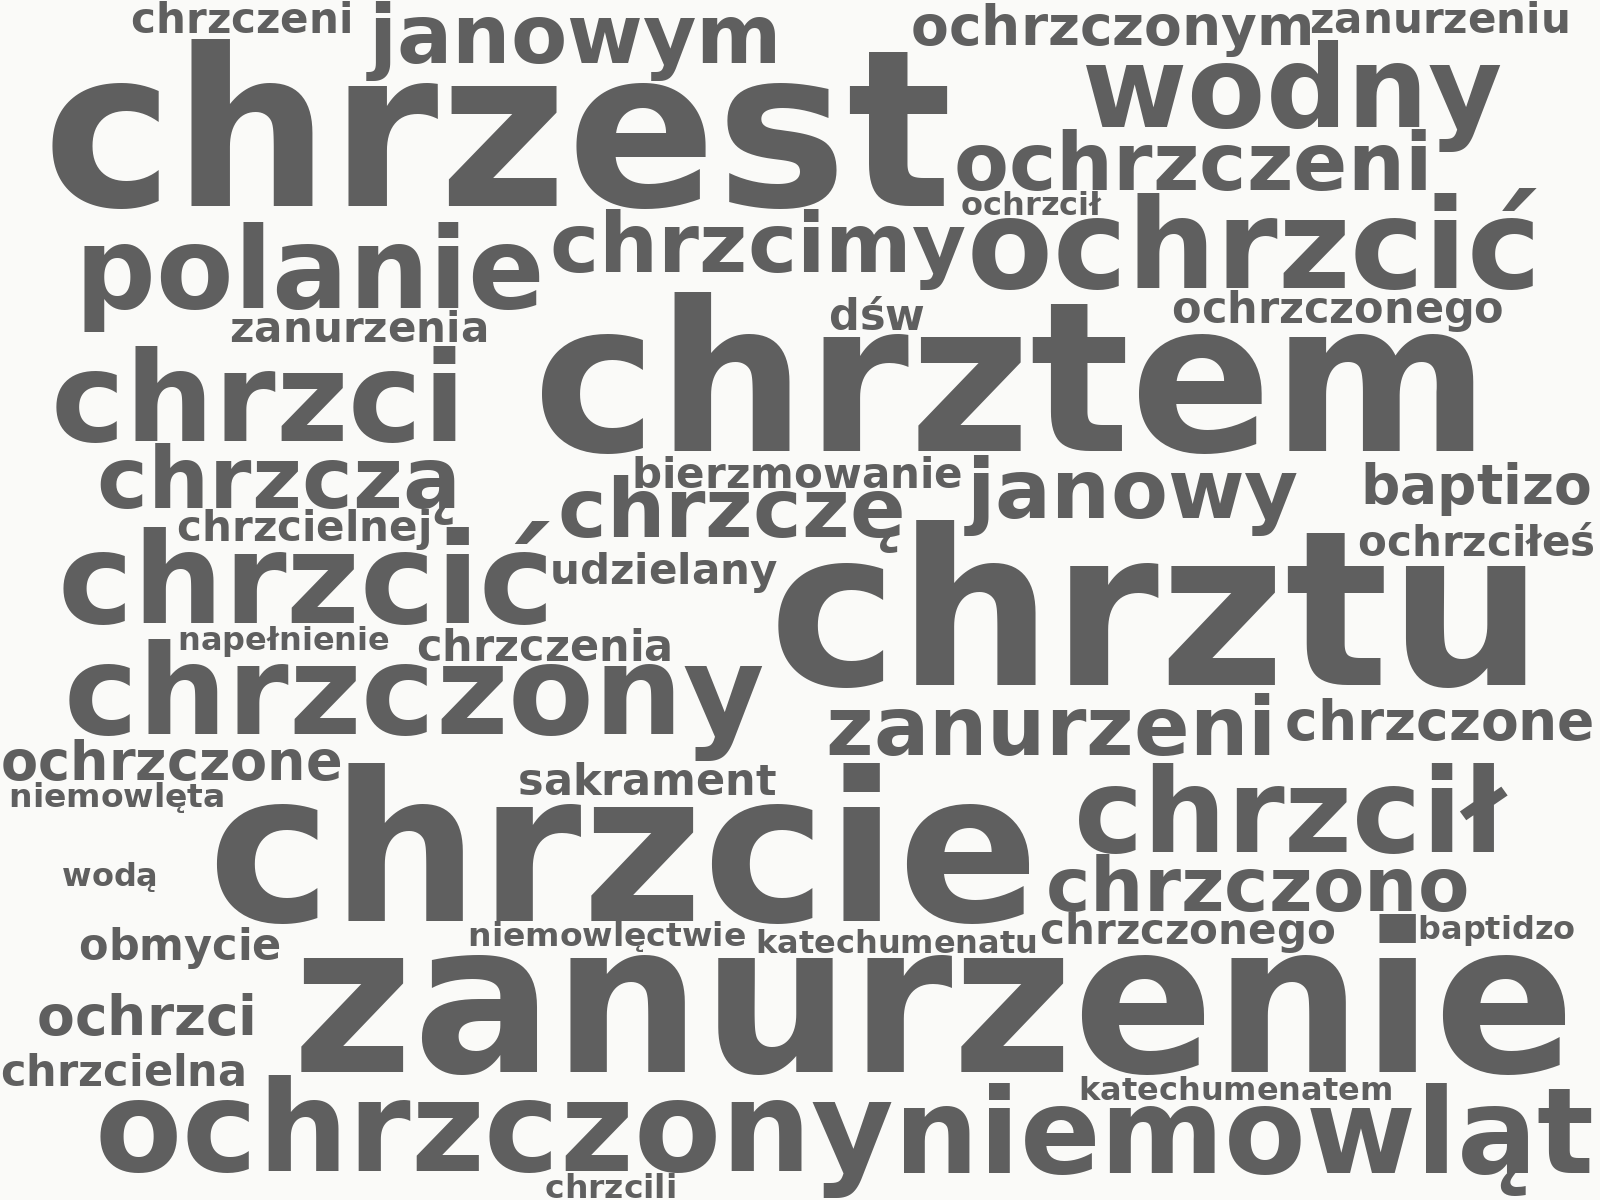 chrzczeni janowym ochrzczonym zanurzeniu
chrzest wodny
ochrzczeni
ochrzcił
polanie chrzcimy ochrzcić
zanurzenia dśw ochrzczonego
chrzci chrztem
chrzczą bierzmowanie janowy baptizo
chrzcielnej chrzczę ochrzciłeś
chrzcić udzielany chrztu
napełnienie chrzczenia
chrzczony zanurzeni chrzczone
ochrzczone sakrament
niemowlęta chrzcie chrzcił
wodą chrzczono
obmycie niemowlęctwie katechumenatu chrzczonego baptidzo
ochrzci zanurzenie
chrzcielna katechumenatem
ochrzczony niemowląt
chrzcili